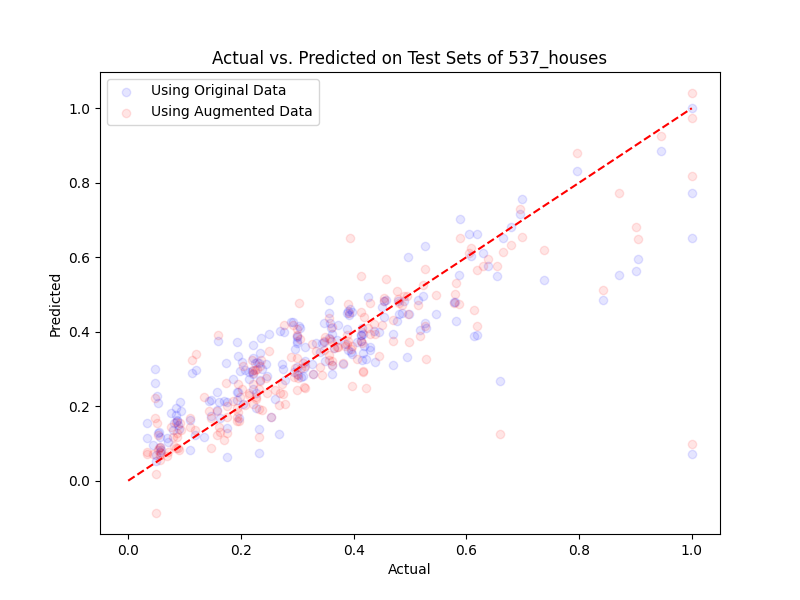 Actual vs. Predicted on Test Sets of 537_houses
Using Original Data
Using Augmented Data
1.0
0.8
0.6
0.4
0.2
0.0
Predicted
0.0 0.2 0.4 0.6 0.8 1.0
Actual